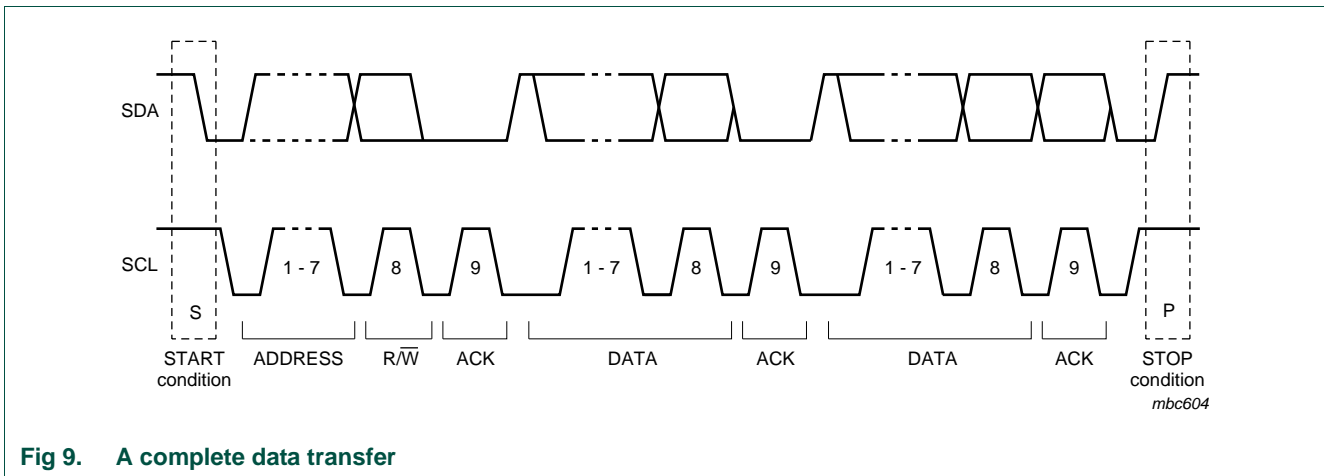 SDA
SCL
1 - 7
8
9
1 - 7
8
9
1 - 7
8
9
S
P
START
condition
ADDRESS
R/W̅
ACK
DATA
ACK
DATA
ACK
STOP
condition
mbc604
Fig 9. A complete data transfer